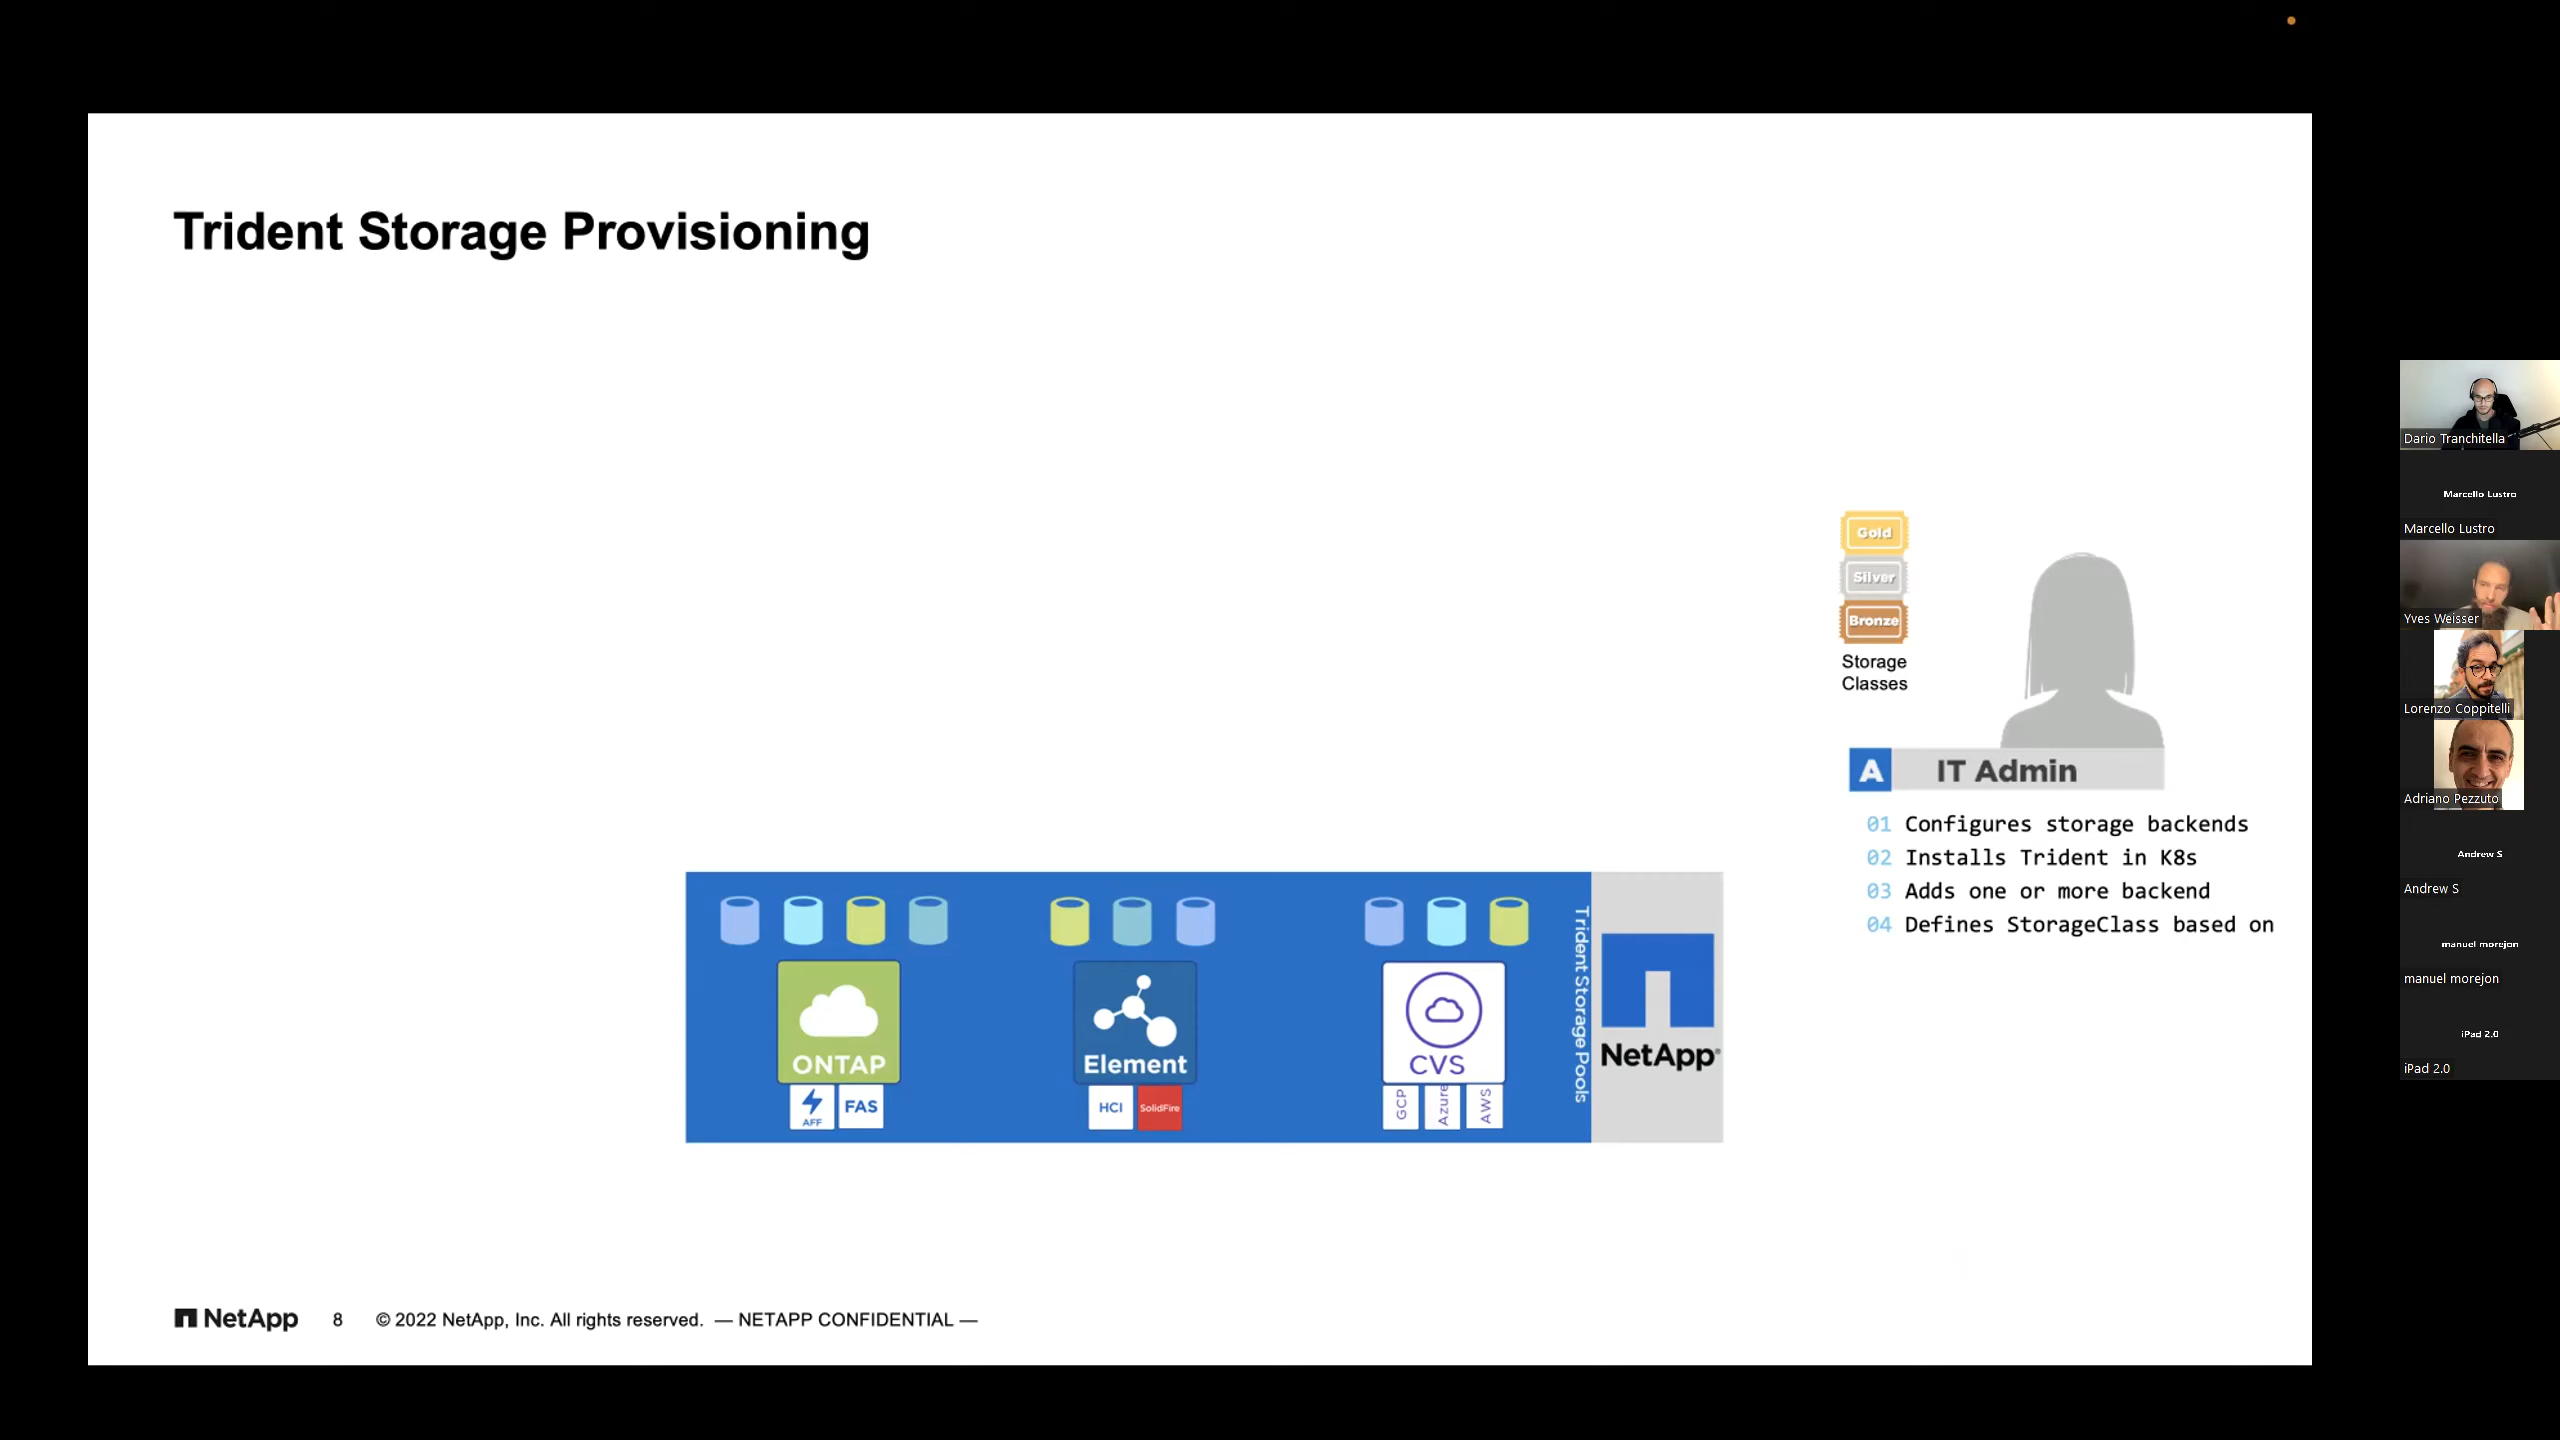 Trident Storage Provisioning
Gold
Silver
Bronze
Storage
Classes
A IT Admin
01 Configures storage backends
02 Installs Trident in K8s
03 Adds one or more backend
04 Defines StorageClass based on
ONTAP
AFF FAS
Element
HCI SolidFire
CVS
GCP Azure AWS
Trident Storage Pools
NetApp
NetApp 8 © 2022 NetApp, Inc. All rights reserved. — NETAPP CONFIDENTIAL —
Dario Tranchitella
Marcello Lustro
Marcello Lustro
Yves Weisser
Lorenzo Coppitelli
Adriano Pezzuto
Andrew S
Andrew S
manuel morejon
manuel morejon
iPad 2.0
iPad 2.0